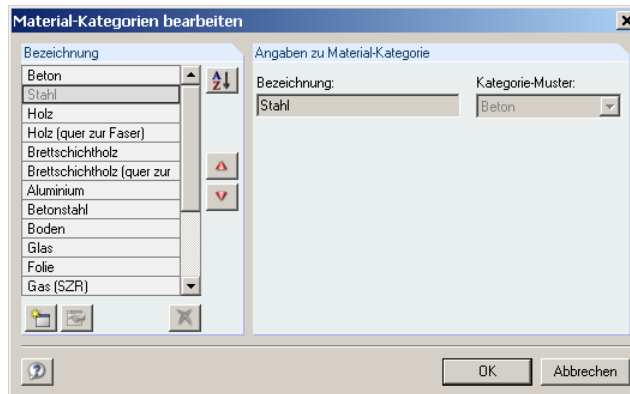 Material-Kategorien bearbeiten
Bezeichnung
Beton
Stahl
Holz
Holz (quer zur Faser)
Brettschichtholz
Brettschichtholz (quer zur
Aluminium
Betonstahl
Boden
Glas
Folie
Gas (SZR)
A
Z
Angaben zu Material-Kategorie
Bezeichnung:
Kategorie-Muster:
Stahl
Beton
OK
Abbrechen